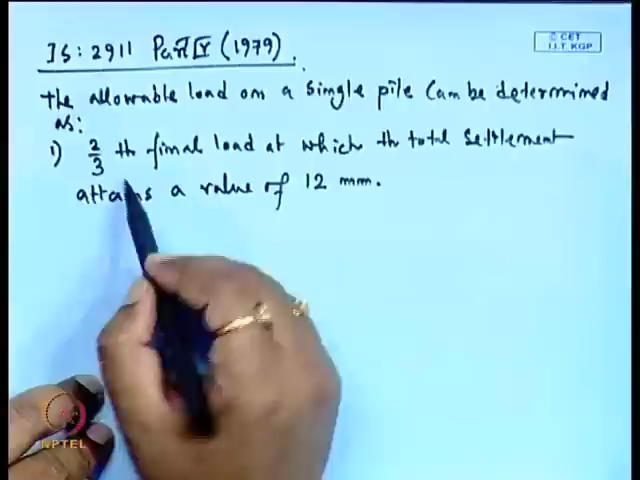 IS: 2911 Part IV (1979)
© CET
I.I.T. KGP
The allowable load on a single pile can be determined
as:
1) 2/3 th final load at which th total settlement
attains a value of 12 mm.
NPTEL